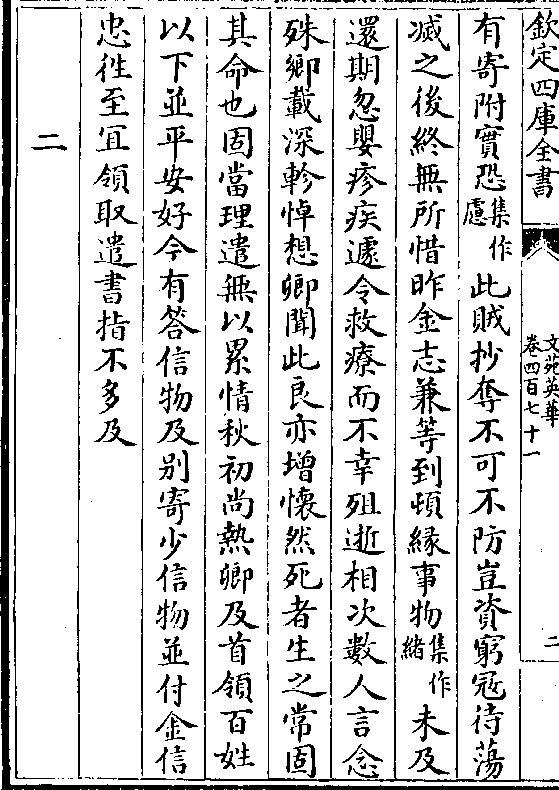 欽定四庫全書
文苑英華
卷四百七十一
二
有寄附實恐集作慮此賊抄奪不可不防豈資窮冦待蕩
滅之後終無所惜昨金志兼等到頓縁事物集作緒未及
還期忽嬰疹疾遽令救療而不幸殂逝相次數人言念
殊鄉載深軫悼想卿聞此良亦增懐然死者生之常固
其命也固當理遣無以累情秋初尚熱卿及首領百姓
以下並平安好今有答信物及别寄少信物並付金信
忠徃至宜領取遣書指不多及
二